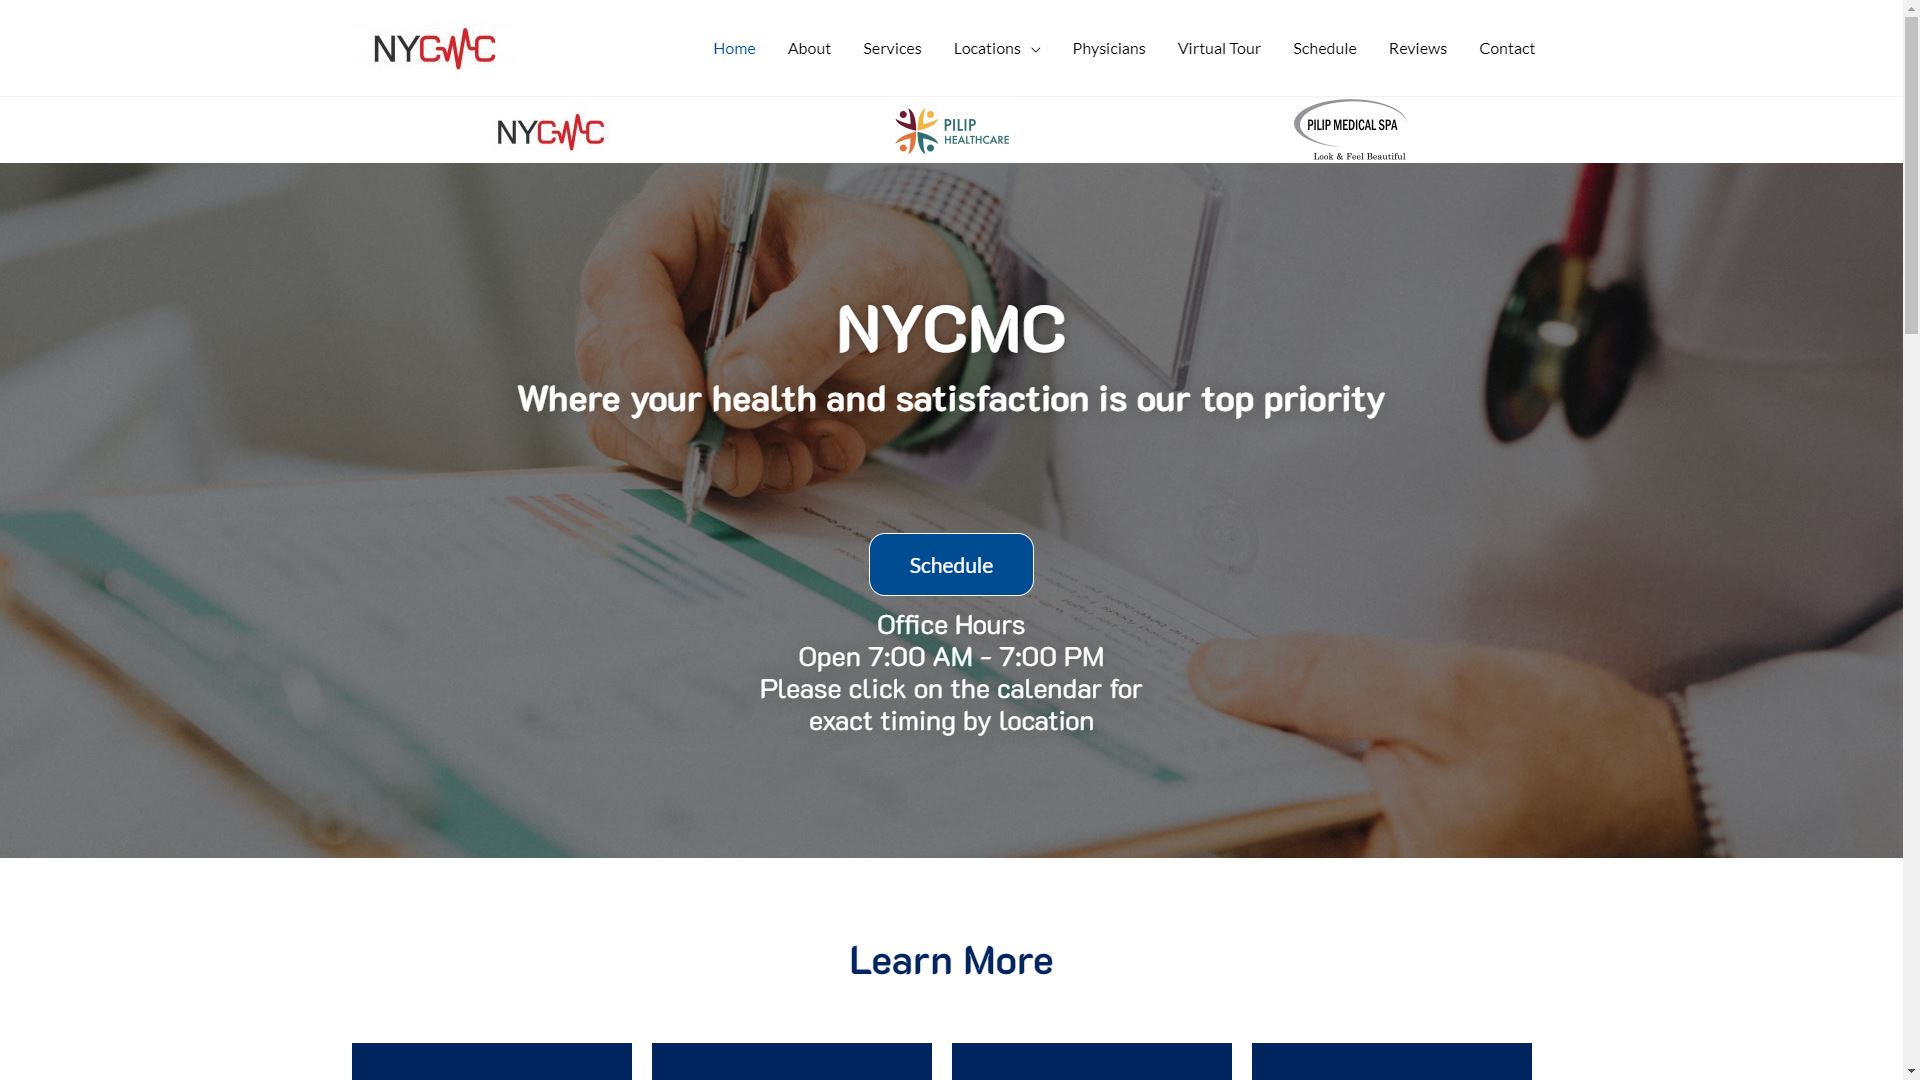 NYCMC
Home About Services Locations Physicians Virtual Tour Schedule Reviews Contact
NYCMC
PILIP
HEALTHCARE
PILIP MEDICAL SPA
Look & Feel Beautiful
NYCMC
Where your health and satisfaction is our top priority
Schedule
Office Hours
Open 7:00 AM - 7:00 PM
Please click on the calendar for
exact timing by location
Learn More